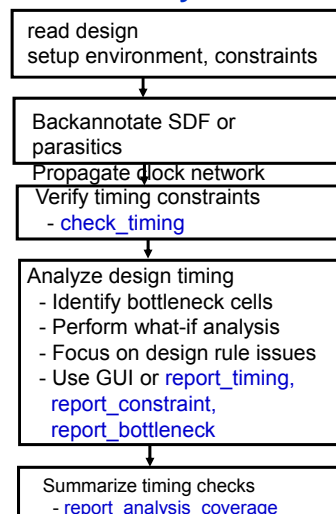 read design
setup environment, constraints
Backannotate SDF or
parasitics
Propagate clock network
Verify timing constraints
- check_timing
Analyze design timing
- Identify bottleneck cells
- Perform what-if analysis
- Focus on design rule issues
- Use GUI or report_timing,
report_constraint,
report_bottleneck
Summarize timing checks
- report_analysis_coverage